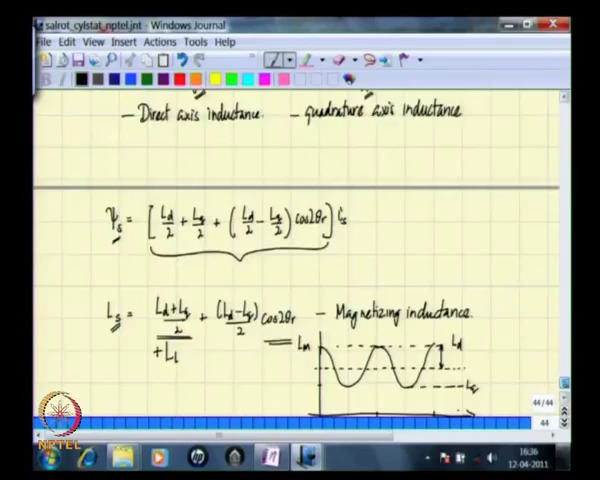 salrot_cylstat_nptel.jnt - Windows Journal
File Edit View Insert Actions Tools Help
- Direct axis inductance. - quadrature axis inductance
Ψs = [Ld/2 + Lq/2 + (Ld/2 - Lq/2) cos2θr] is
Ls = (Ld+Lq)/2 + (Ld-Lq)/2 cos2θr - Magnetizing inductance.
+ Ll
Lm
Ld
Lq
44/44
44
NPTEL
16:36
12-04-2011